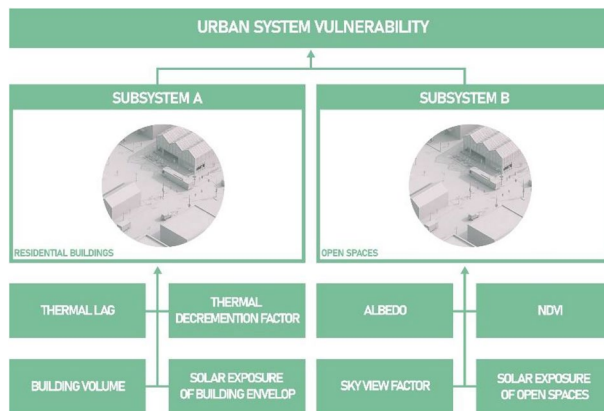 URBAN SYSTEM VULNERABILITY
SUBSYSTEM A
RESIDENTIAL BUILDINGS
SUBSYSTEM B
OPEN SPACES
THERMAL LAG
THERMAL
DECREMENTION FACTOR
BUILDING VOLUME
SOLAR EXPOSURE
OF BUILDING ENVELOP
ALBEDO
NDVI
SKY VIEW FACTOR
SOLAR EXPOSURE
OF OPEN SPACES